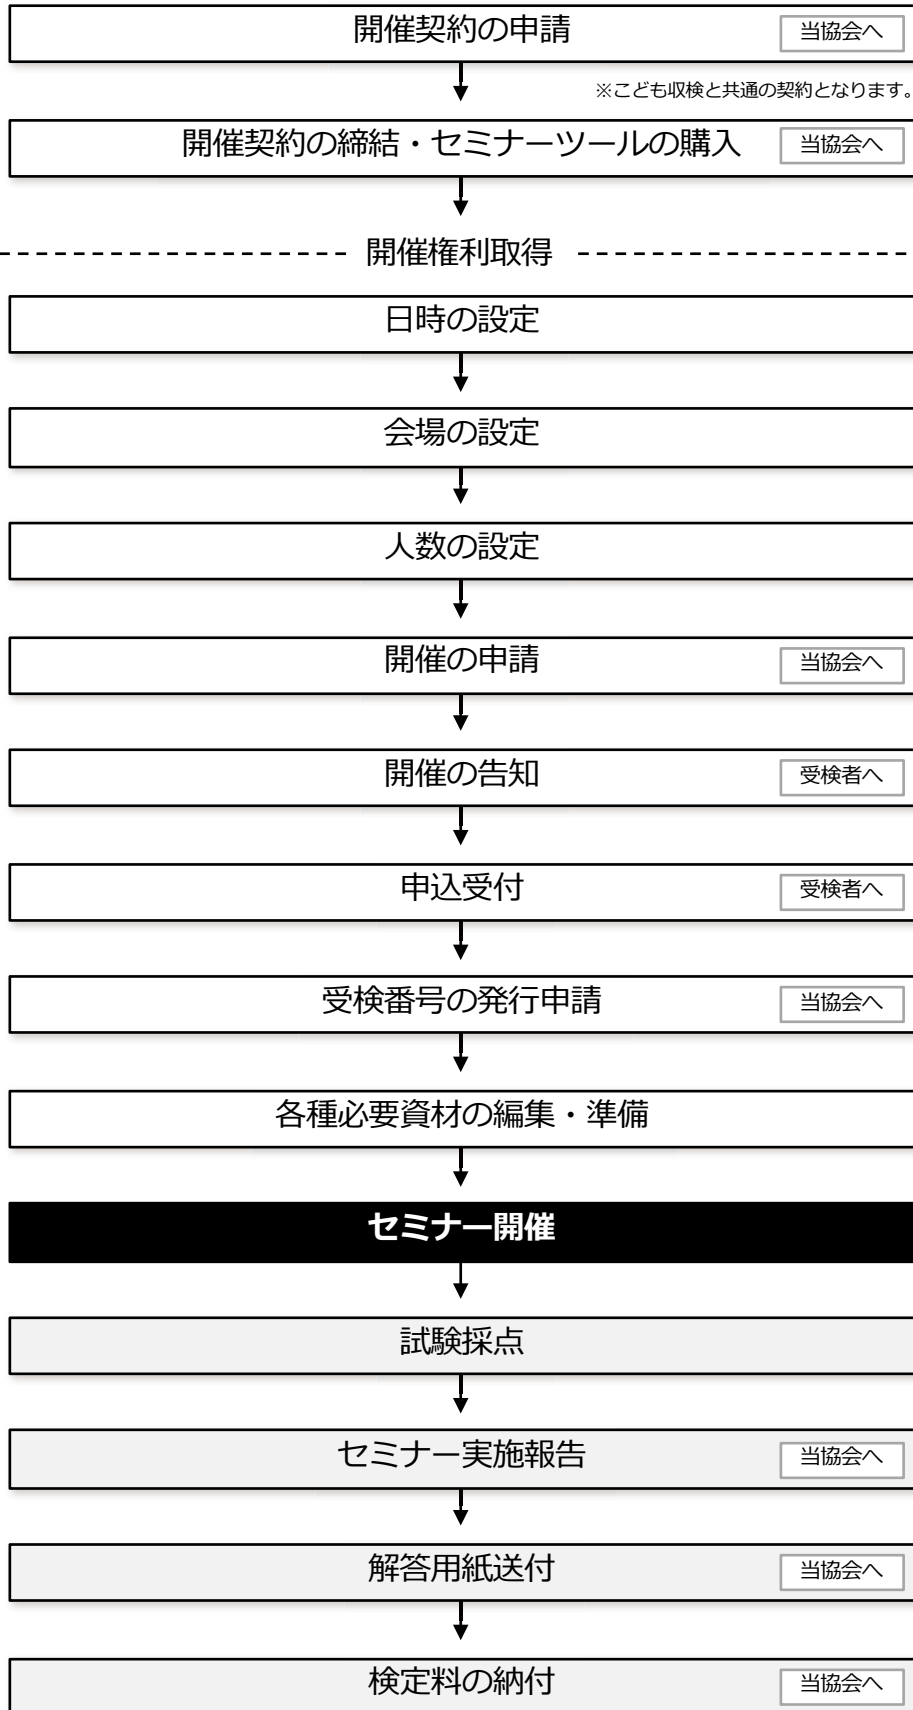 開催契約の申請 当協会へ
※こども収検と共通の契約となります。
開催契約の締結・セミナーツールの購入 当協会へ
開催権利取得
日時の設定
会場の設定
人数の設定
開催の申請 当協会へ
開催の告知 受検者へ
申込受付 受検者へ
受検番号の発行申請 当協会へ
各種必要資材の編集・準備
セミナー開催
試験採点
セミナー実施報告 当協会へ
解答用紙送付 当協会へ
検定料の納付 当協会へ